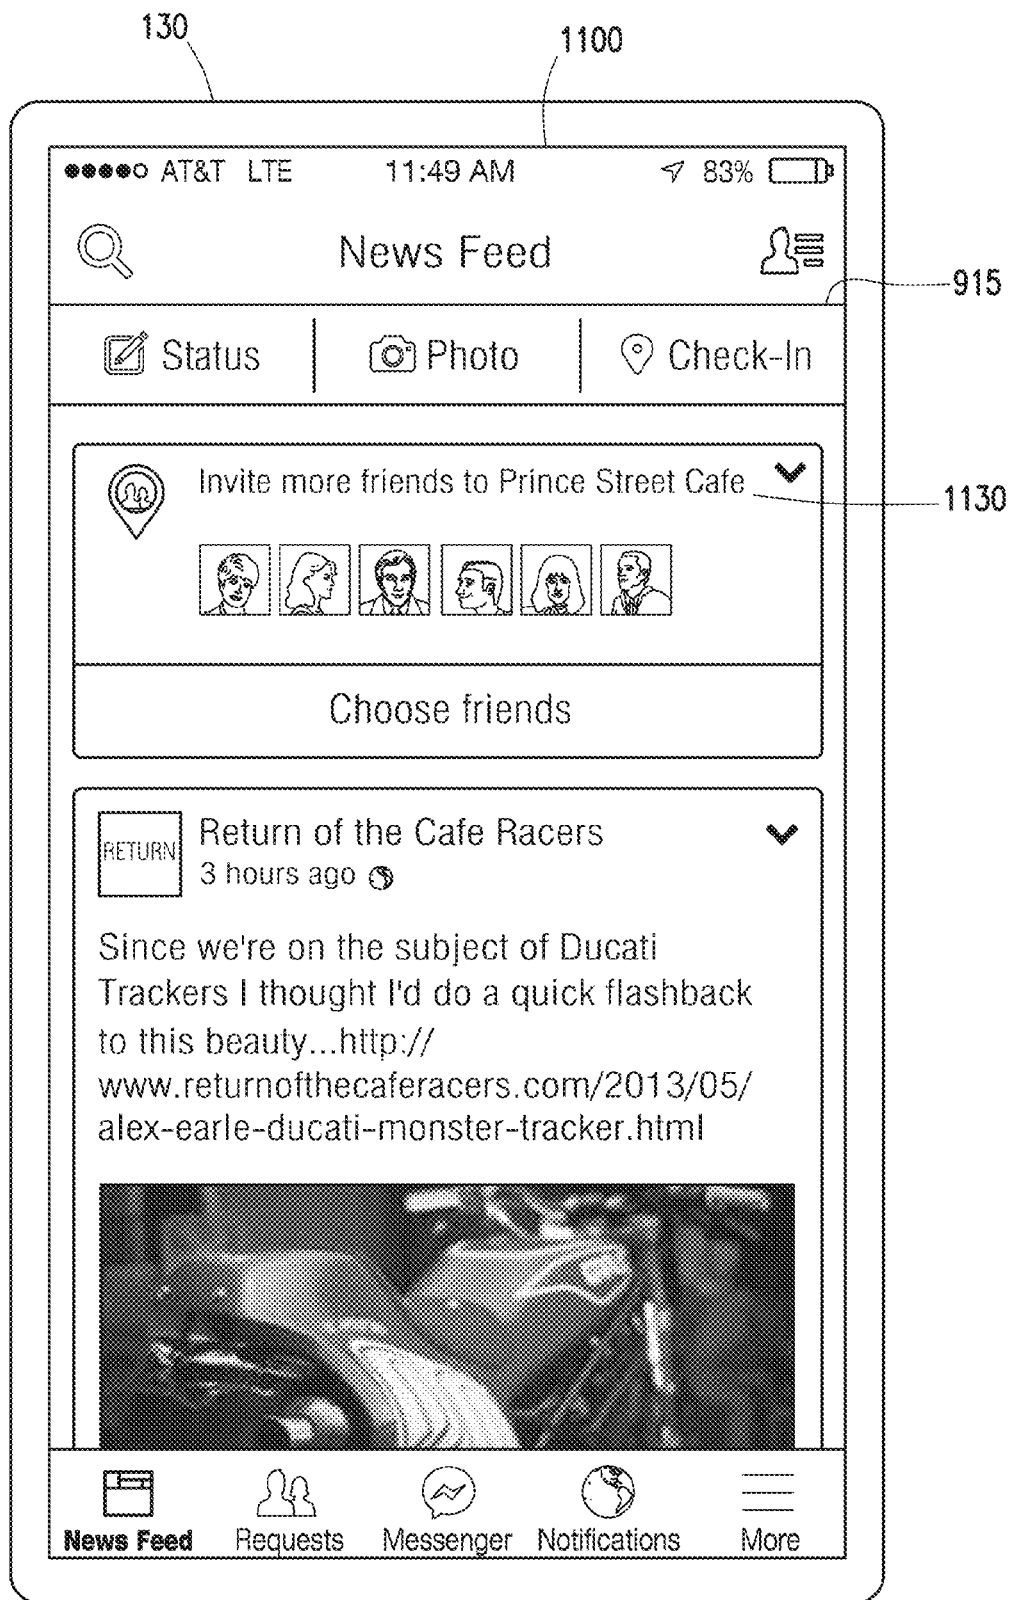 130
1100
AT&T LTE 11:49 AM 83%
News Feed
915
Status Photo Check-In
Invite more friends to Prince Street Cafe
1130
Choose friends
RETURN
Return of the Cafe Racers
3 hours ago
Since we're on the subject of Ducati
Trackers I thought I'd do a quick flashback
to this beauty...http://
www.returnofthecaferacers.com/2013/05/
alex-earle-ducati-monster-tracker.html
News Feed Requests Messenger Notifications More